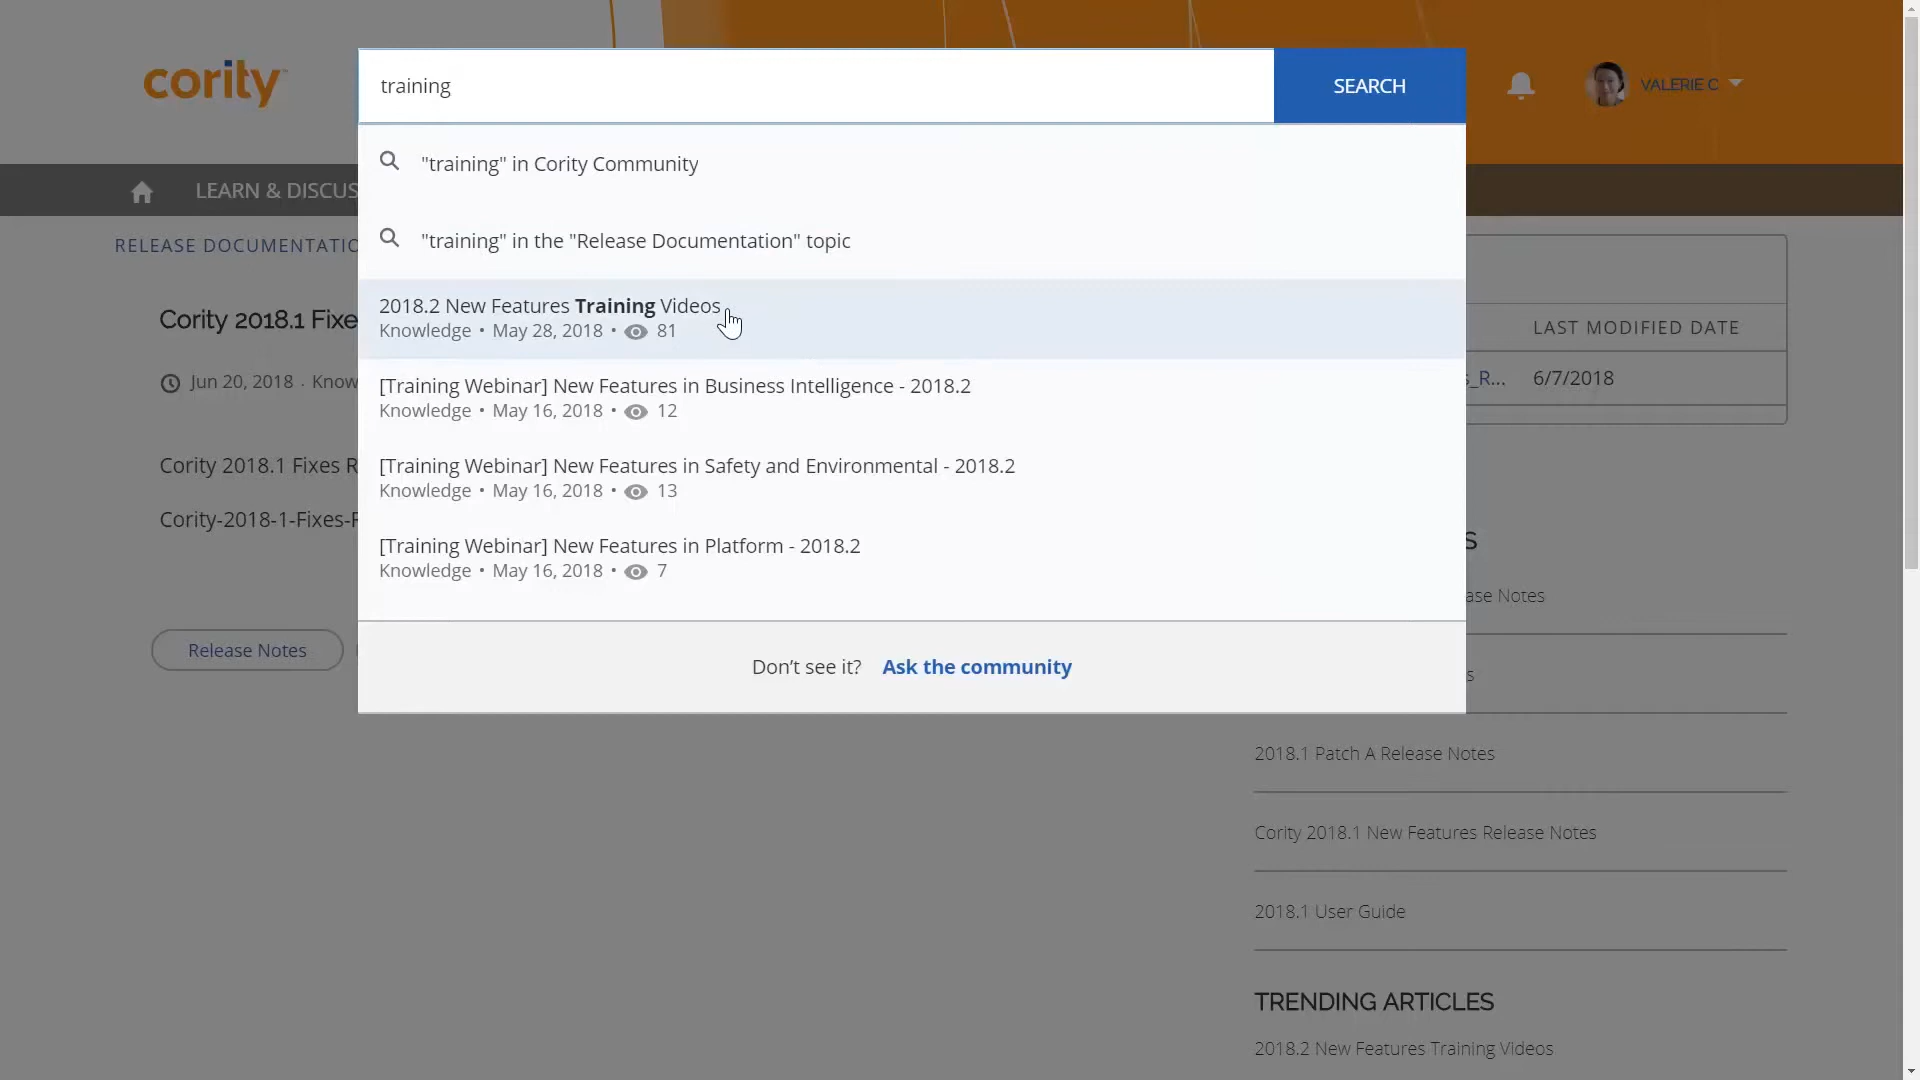 cority
training
SEARCH
VALERIE C
LEARN & DISCUS
"training" in Cority Community
"training" in the "Release Documentation" topic
RELEASE DOCUMENTATIO
2018.2 New Features Training Videos
Knowledge • May 28, 2018 • 81
Cority 2018.1 Fixe
LAST MODIFIED DATE
Jun 20, 2018 · Know
[Training Webinar] New Features in Business Intelligence - 2018.2
Knowledge • May 16, 2018 • 12
s_R... 6/7/2018
Cority 2018.1 Fixes R
[Training Webinar] New Features in Safety and Environmental - 2018.2
Knowledge • May 16, 2018 • 13
Cority-2018-1-Fixes-F
[Training Webinar] New Features in Platform - 2018.2
Knowledge • May 16, 2018 • 7
S
ase Notes
Release Notes
Don’t see it? Ask the community
s
2018.1 Patch A Release Notes
Cority 2018.1 New Features Release Notes
2018.1 User Guide
TRENDING ARTICLES
2018.2 New Features Training Videos